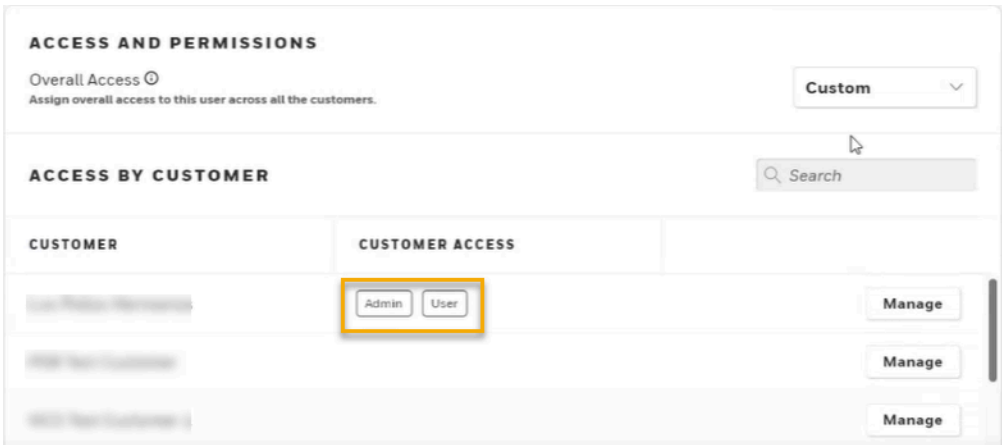 ACCESS AND PERMISSIONS
Overall Access
Assign overall access to this user across all the customers.
Custom
ACCESS BY CUSTOMER
Search
CUSTOMER
CUSTOMER ACCESS
Admin
User
Manage
Manage
Manage